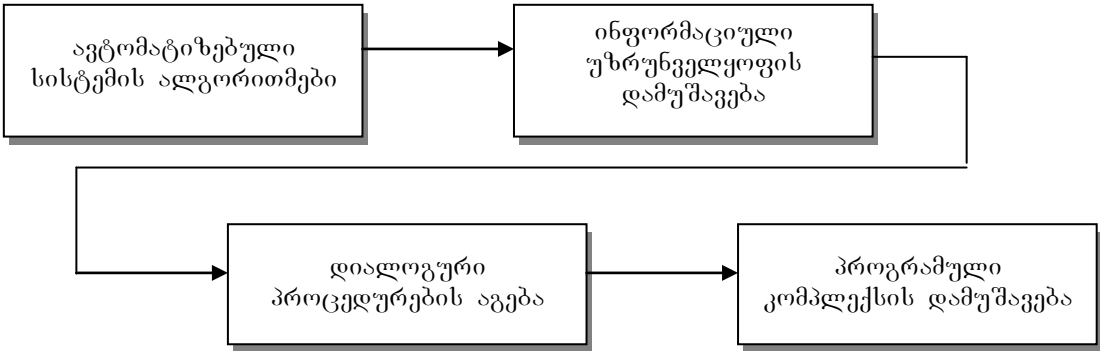 ავტომატიზებული
სისტემის ალგორითმები
ინფორმაციული
უზრუნველყოფის
დამუშავება
დიალოგური
პროცედურების აგება
პროგრამული
კომპლექსის დამუშავება